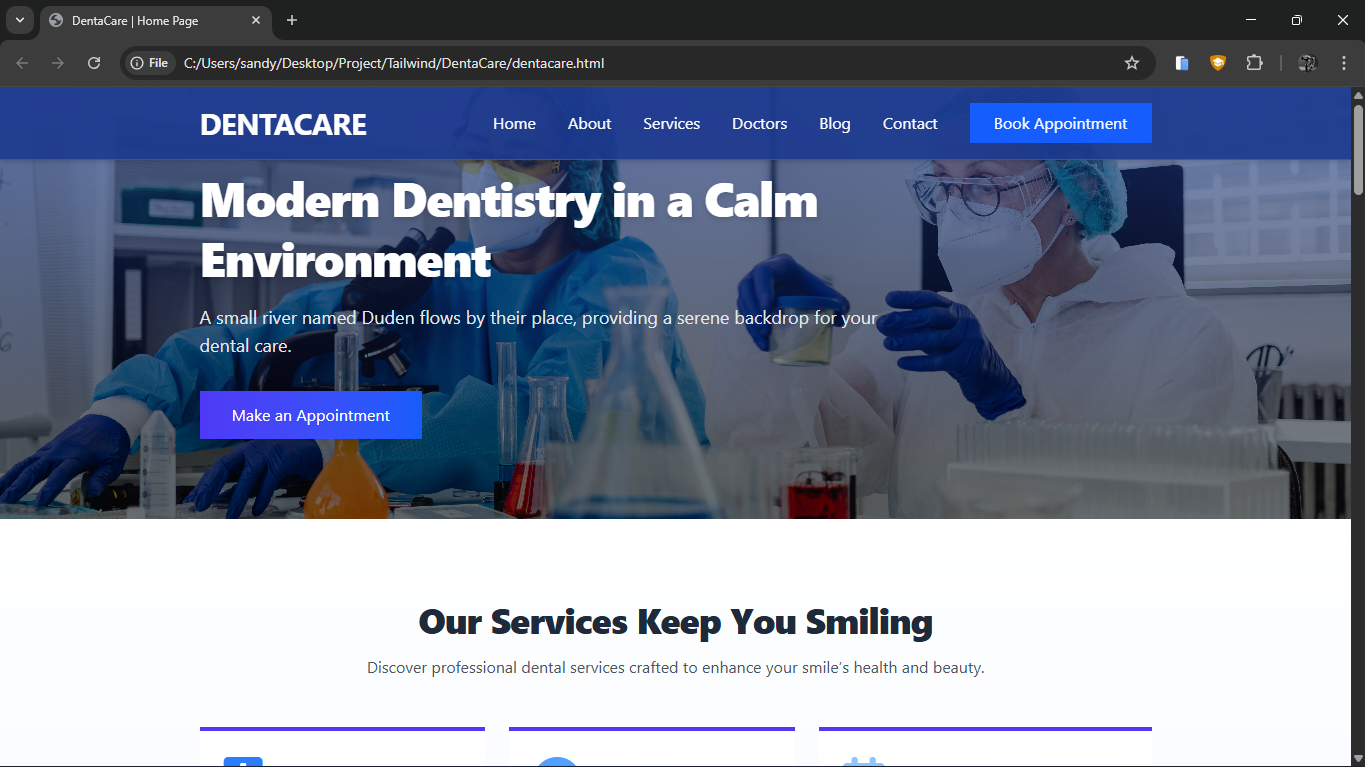 DentaCare | Home Page
File
C:/Users/sandy/Desktop/Project/Tailwind/DentaCare/dentacare.html
DENTACARE
Home
About
Services
Doctors
Blog
Contact
Book Appointment
Modern Dentistry in a Calm
Environment
A small river named Duden flows by their place, providing a serene backdrop for your
dental care.
Make an Appointment
Our Services Keep You Smiling
Discover professional dental services crafted to enhance your smile's health and beauty.